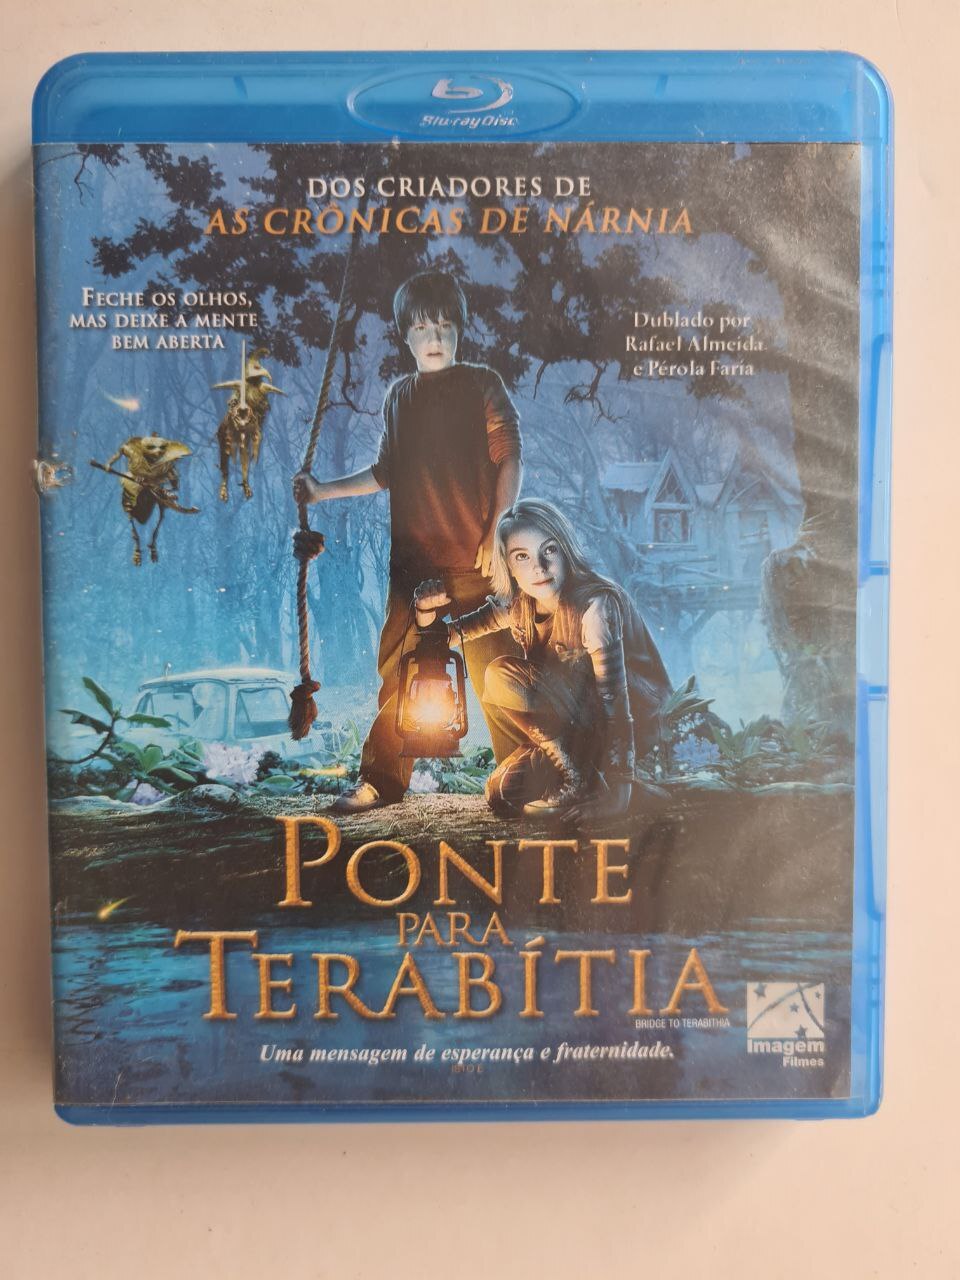 Blu-ray Disc
DOS CRIADORES DE
AS CRÔNICAS DE NÁRNIA
FECHE OS OLHOS,
MAS DEIXE A MENTE
BEM ABERTA
Dublado por
Rafael Almeida
e Pérola Faria
PONTE
PARA
TERABÍTIA
BRIDGE TO TERABITHIA
Uma mensagem de esperança e fraternidade.
ISTO É
Imagem
Filmes